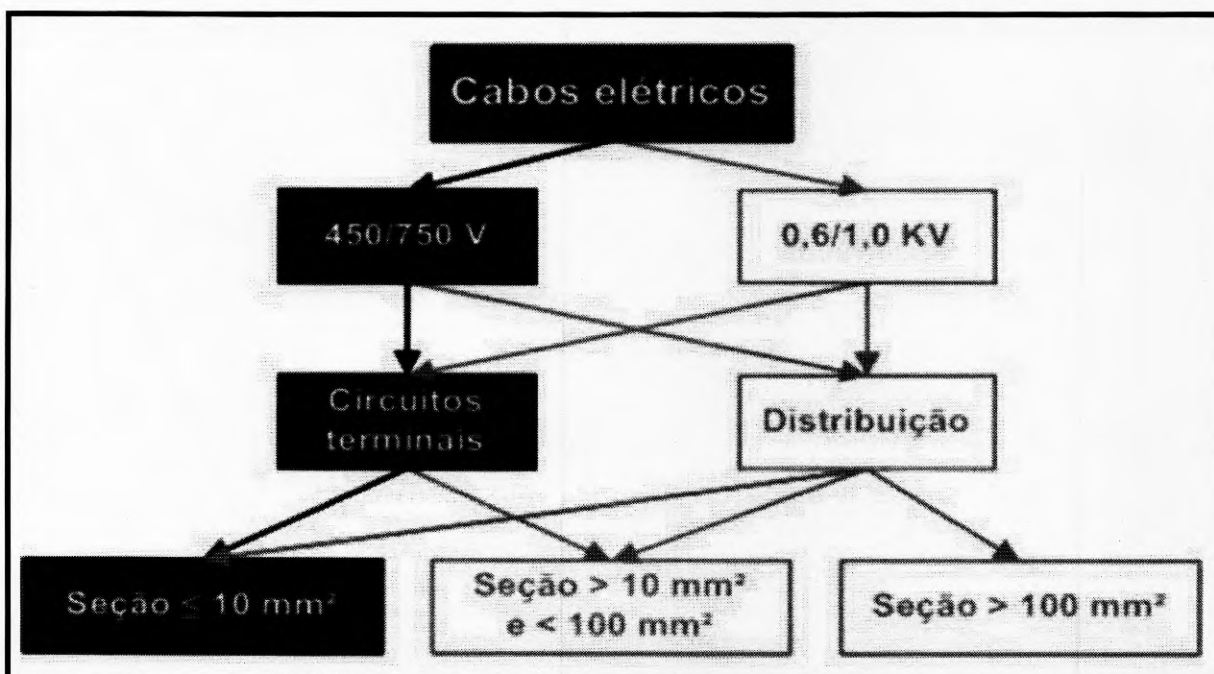 Cabos elétricos
450/750 V
0,6/1,0 KV
Circuitos
terminais
Distribuição
Seção ≤ 10 mm²
Seção > 10 mm²
e < 100 mm²
Seção > 100 mm²